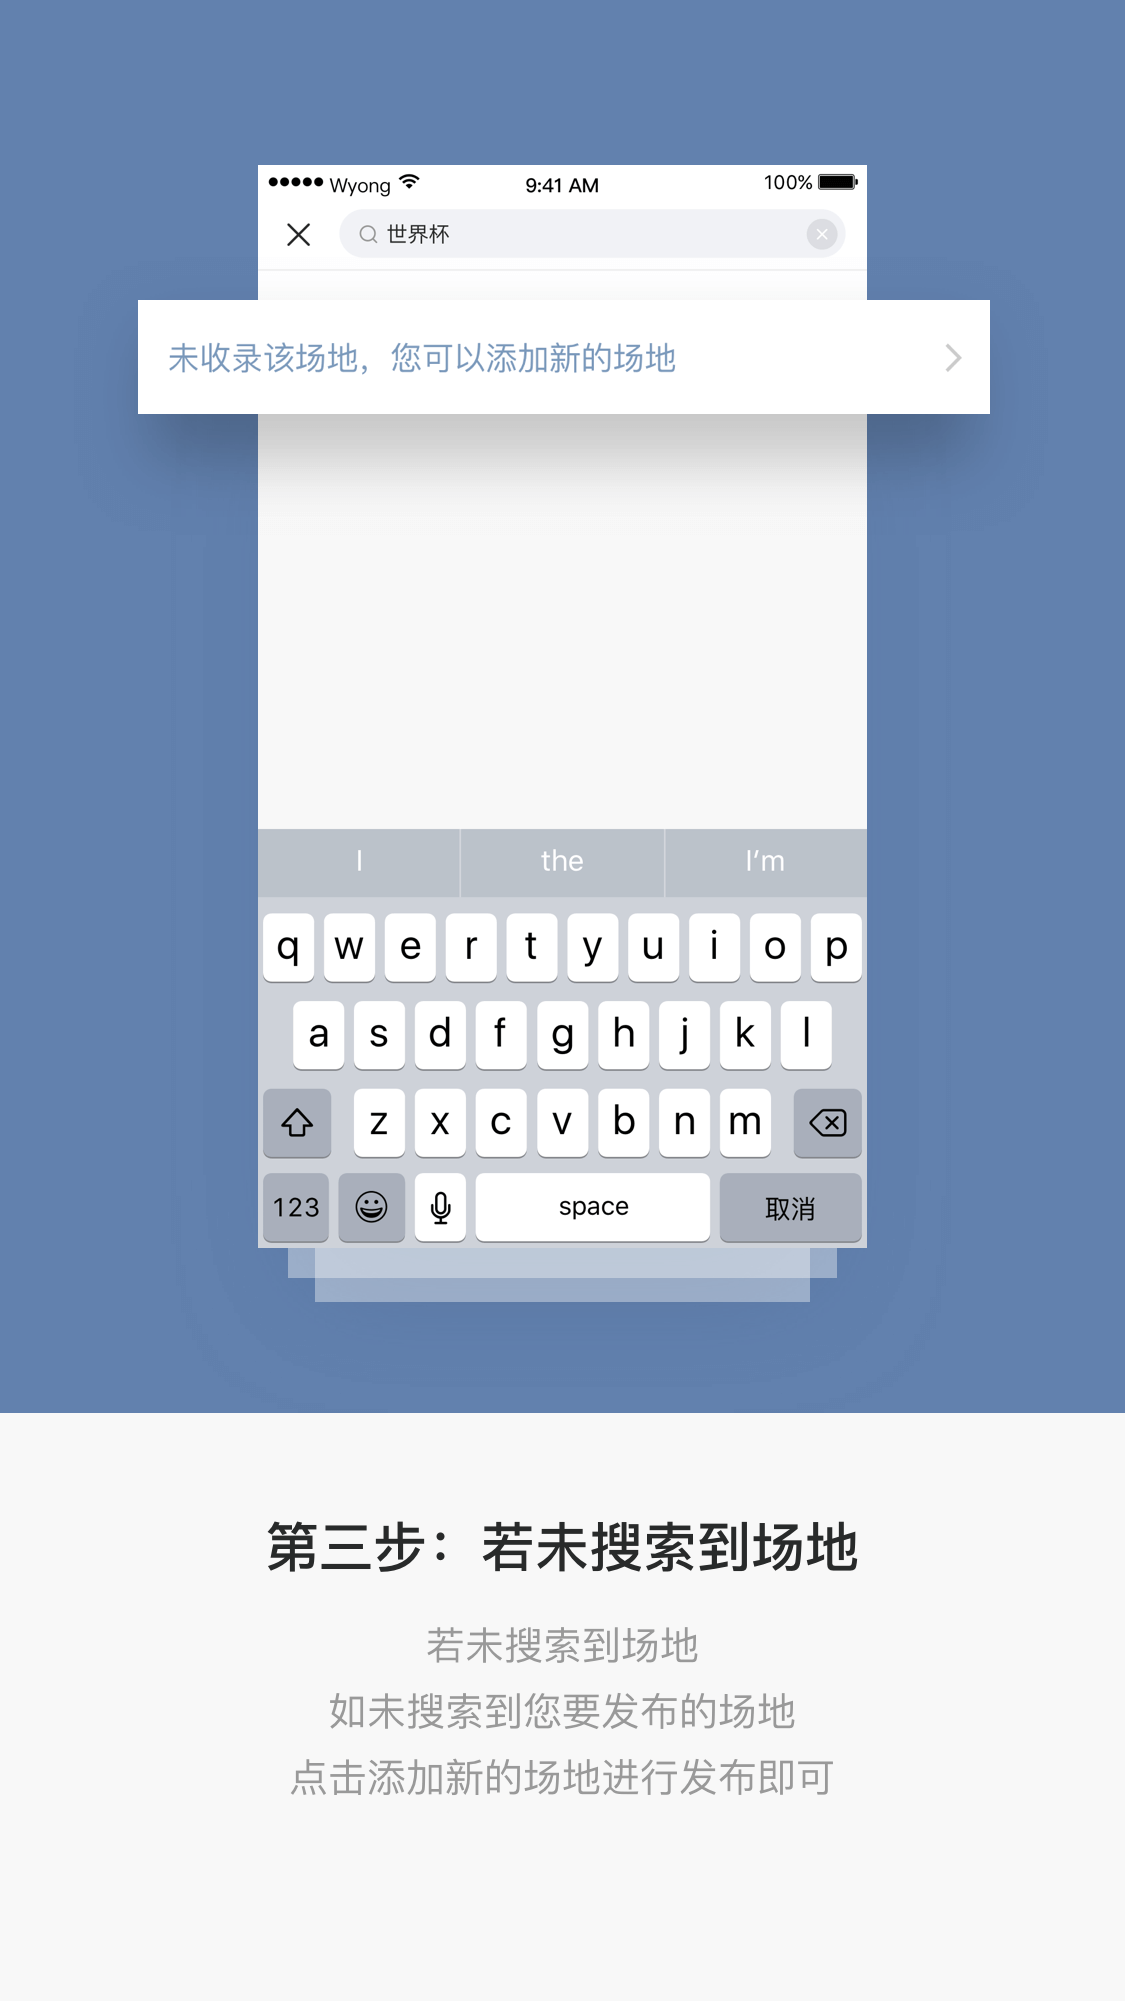 ●●●●● Wyong 9:41 AM 100%
世界杯
未收录该场地，您可以添加新的场地
I the I’m
q w e r t y u i o p
a s d f g h j k l
z x c v b n m
123 space 取消
第三步：若未搜索到场地
若未搜索到场地
如未搜索到您要发布的场地
点击添加新的场地进行发布即可